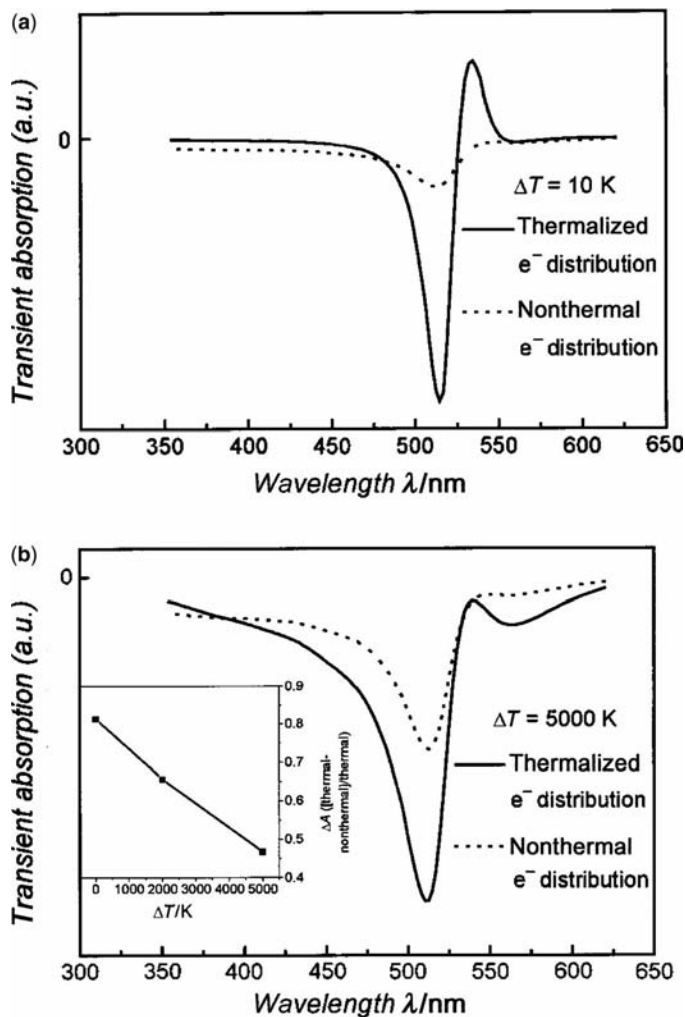 (a)
Transient absorption (a.u.)
0
ΔT = 10 K
Thermalized
e⁻ distribution
Nonthermal
e⁻ distribution
300 350 400 450 500 550 600 650
Wavelength λ/nm
(b)
Transient absorption (a.u.)
0
0.9
0.8
0.7
0.6
0.5
0.4
ΔA ([thermal-
nonthermal)/thermal)
0 1000 2000 3000 4000 5000
ΔT/K
ΔT = 5000 K
Thermalized
e⁻ distribution
Nonthermal
e⁻ distribution
300 350 400 450 500 550 600 650
Wavelength λ/nm